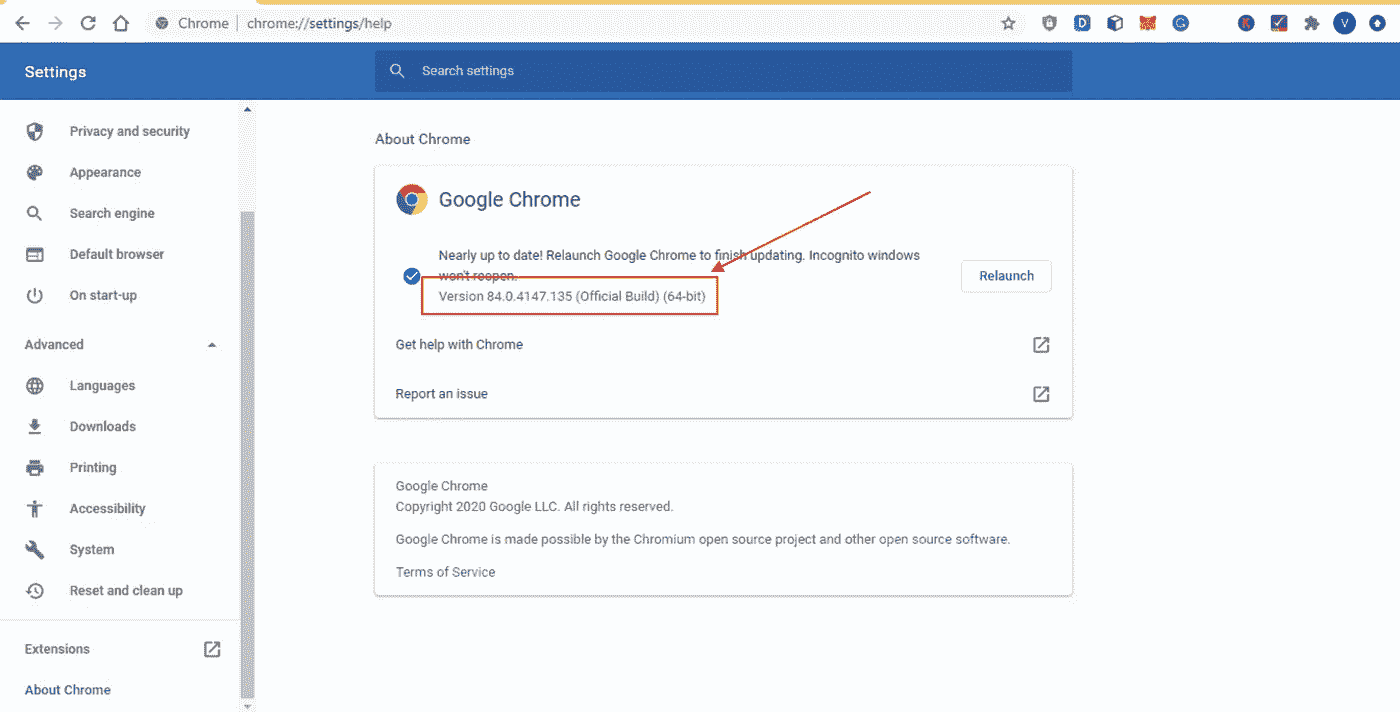 Chrome | chrome://settings/help
D
G
K
V
Settings
Search settings
Privacy and security
Appearance
Search engine
Default browser
On start-up
Advanced
Languages
Downloads
Printing
Accessibility
System
Reset and clean up
Extensions
About Chrome
About Chrome
Google Chrome
Nearly up to date! Relaunch Google Chrome to finish updating. Incognito windows
won't reopen.
Version 84.0.4147.135 (Official Build) (64-bit)
Relaunch
Get help with Chrome
Report an issue
Google Chrome
Copyright 2020 Google LLC. All rights reserved.
Google Chrome is made possible by the Chromium open source project and other open source software.
Terms of Service